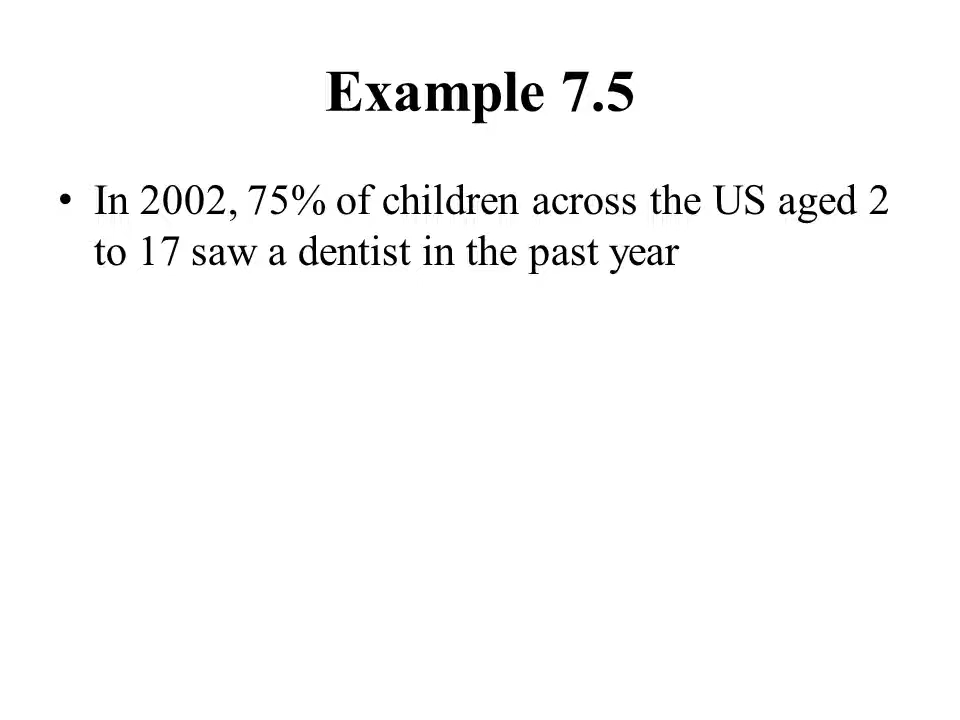 Example 7.5
• In 2002, 75% of children across the US aged 2
to 17 saw a dentist in the past year